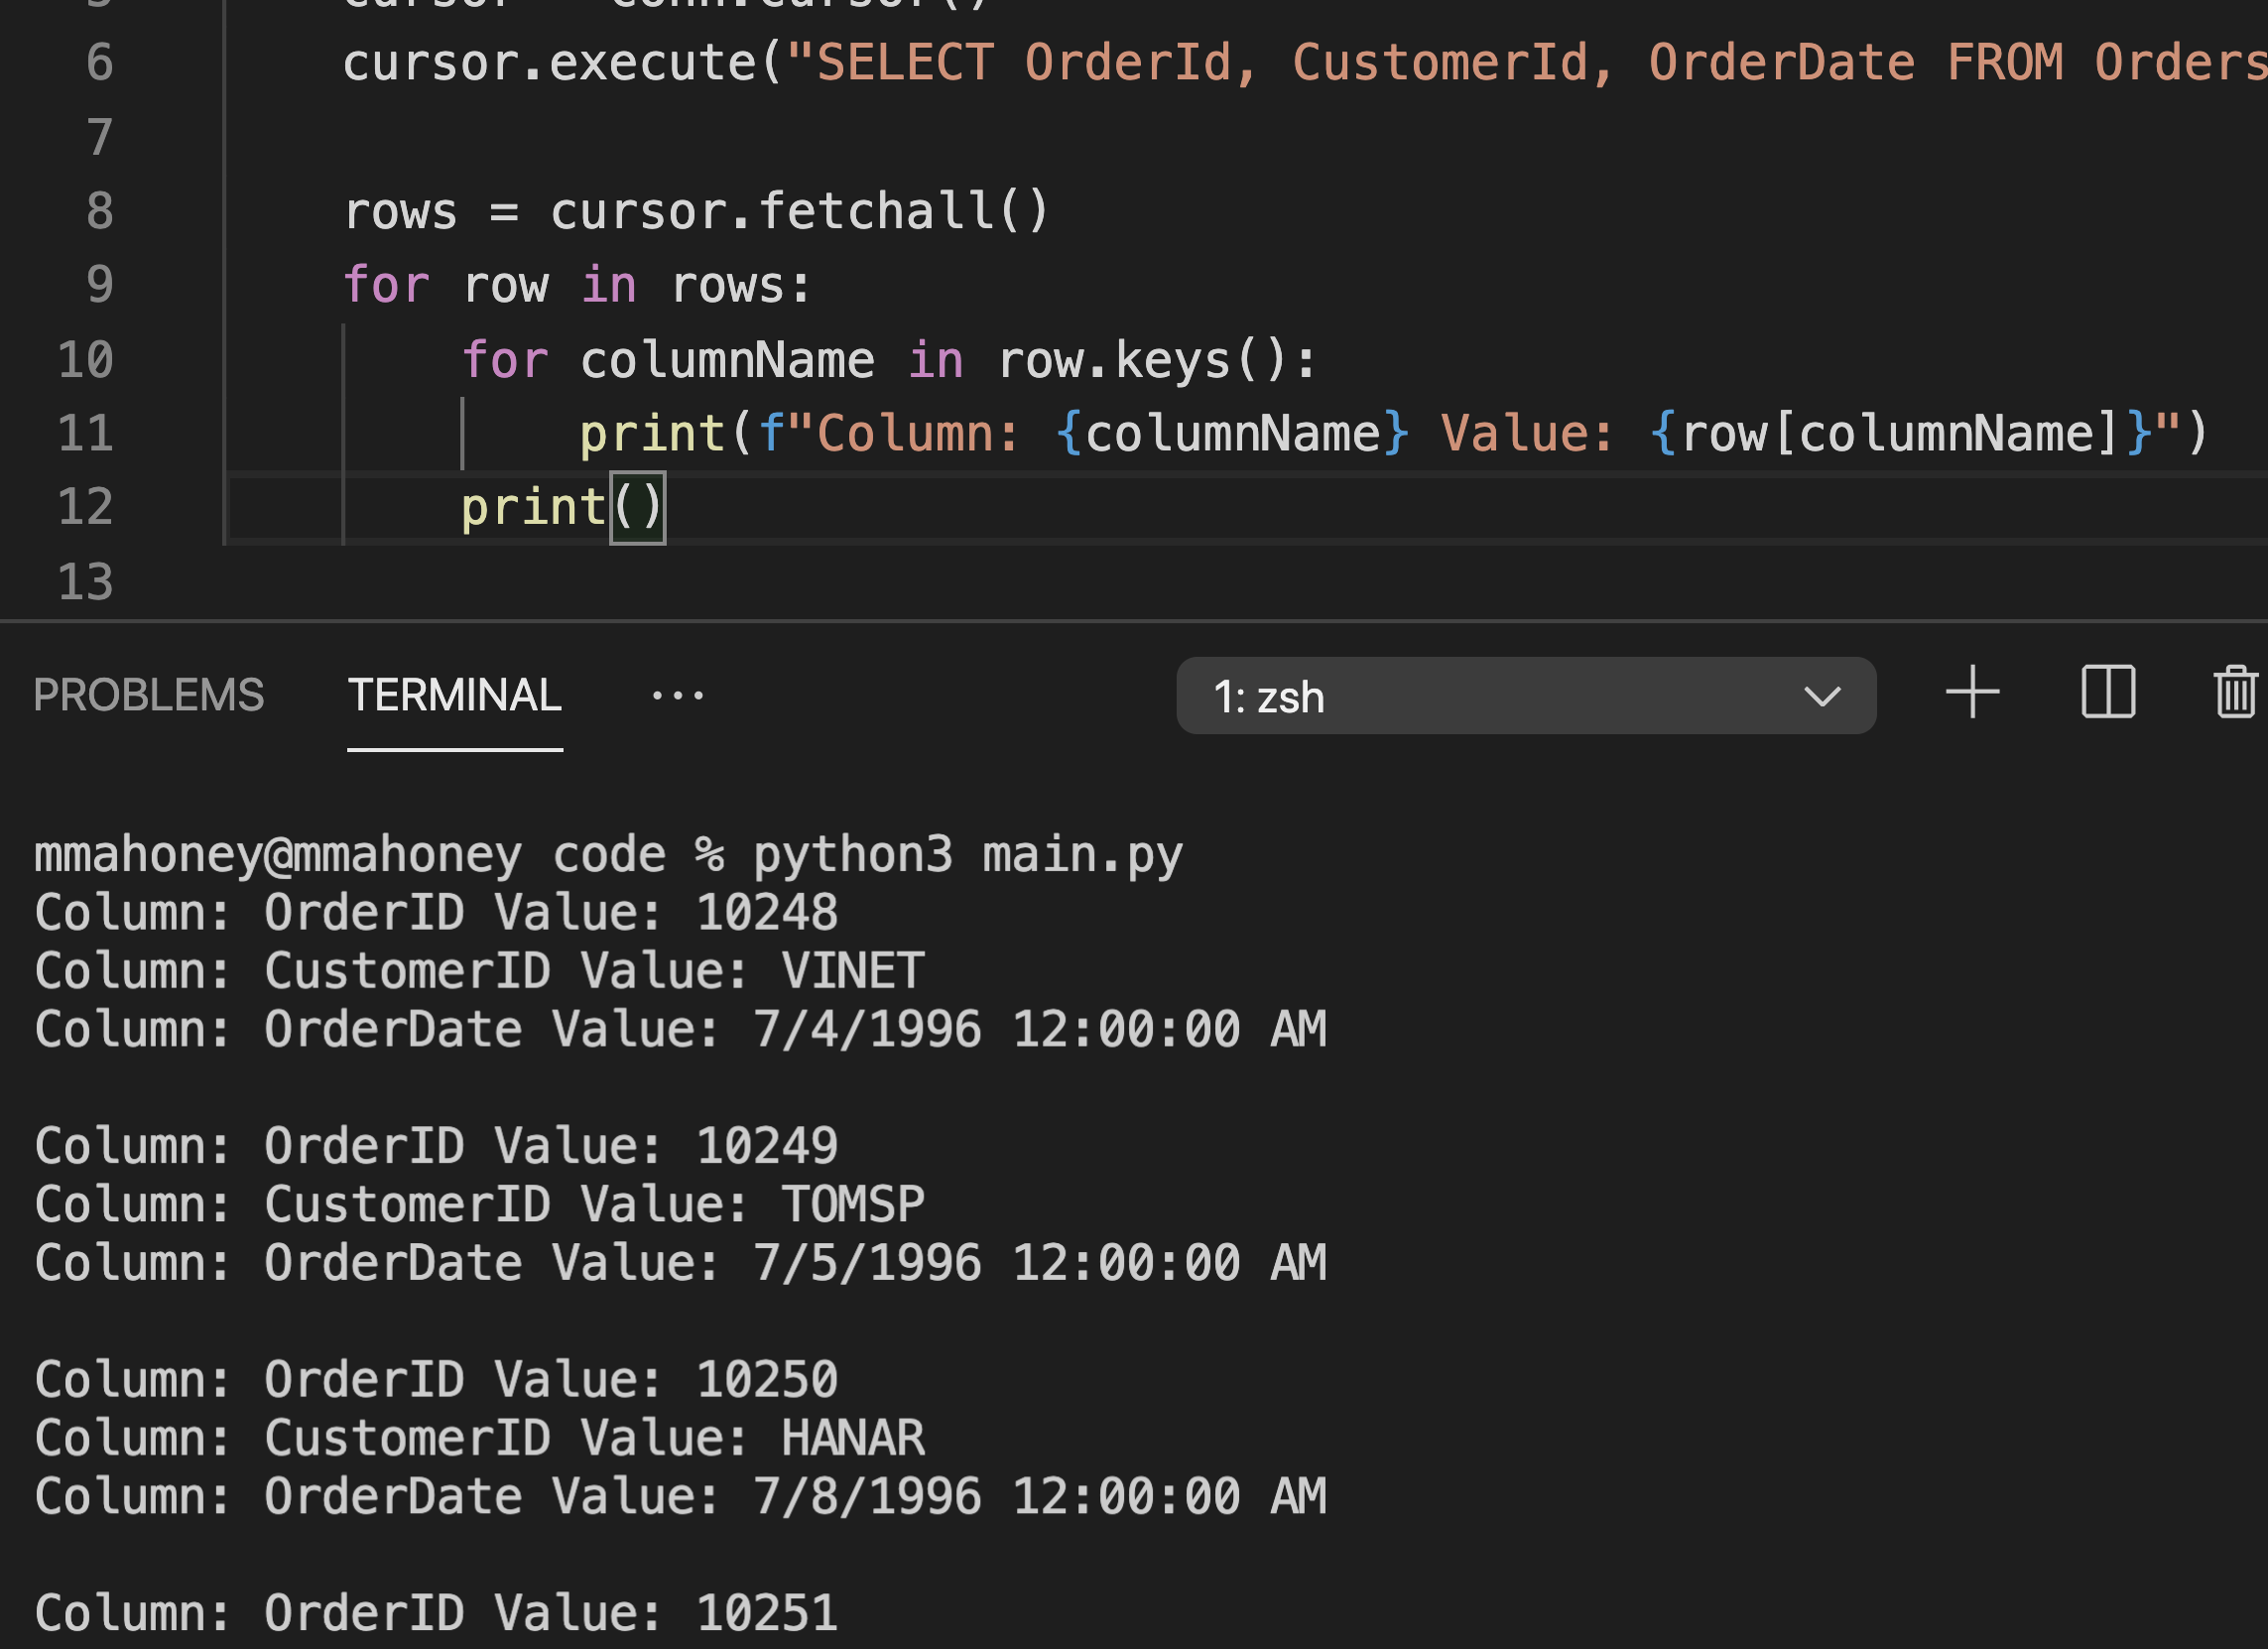 5 cursor = conn.cursor()
6 cursor.execute("SELECT OrderId, CustomerId, OrderDate FROM Orders
7
8 rows = cursor.fetchall()
9 for row in rows:
10 for columnName in row.keys():
11 print(f"Column: {columnName} Value: {row[columnName]}")
12 print()
13
PROBLEMS TERMINAL ··· 1: zsh
mmahoney@mmahoney code % python3 main.py
Column: OrderID Value: 10248
Column: CustomerID Value: VINET
Column: OrderDate Value: 7/4/1996 12:00:00 AM
Column: OrderID Value: 10249
Column: CustomerID Value: TOMSP
Column: OrderDate Value: 7/5/1996 12:00:00 AM
Column: OrderID Value: 10250
Column: CustomerID Value: HANAR
Column: OrderDate Value: 7/8/1996 12:00:00 AM
Column: OrderID Value: 10251